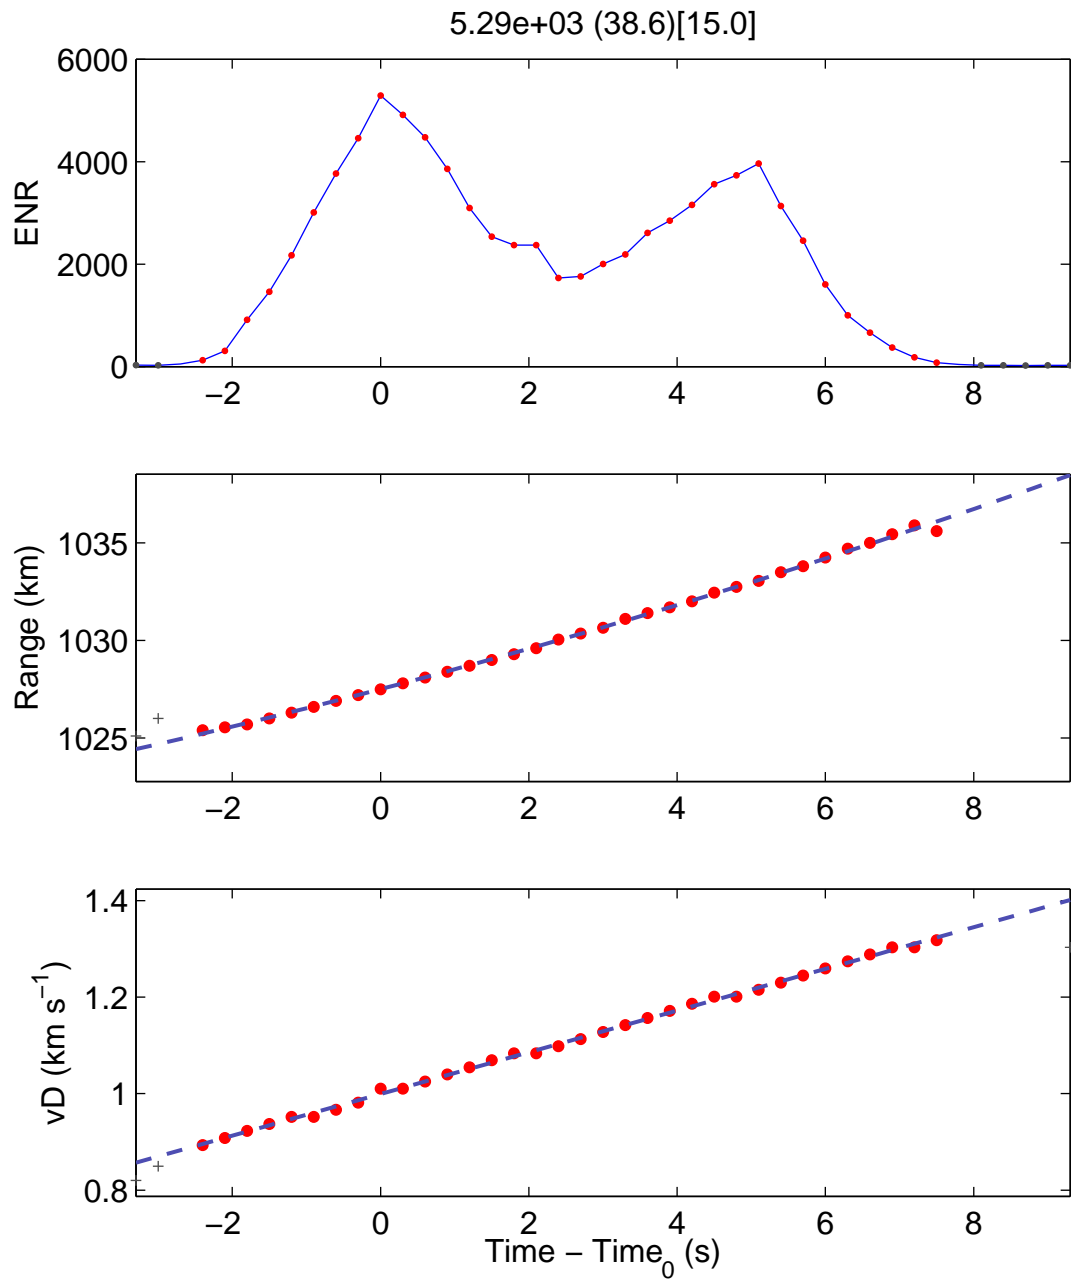 5.29e+03 (38.6)[15.0]
6000
4000
2000
0
ENR
−2 0 2 4 6 8
1035
1030
1025
Range (km)
−2 0 2 4 6 8
1.4
1.2
1
0.8
vD (km s−1)
−2 0 2 4 6 8
Time − Time0 (s)